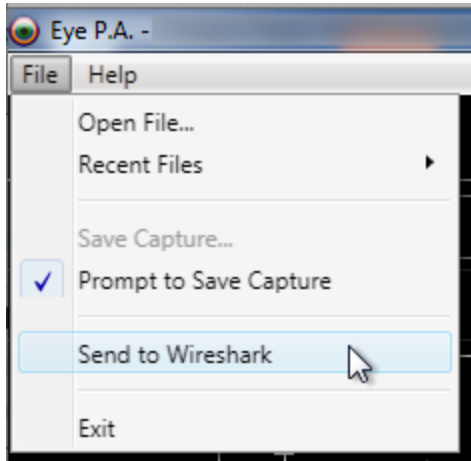 Eye P.A. -
File Help
Open File...
Recent Files
Save Capture...
Prompt to Save Capture
Send to Wireshark
Exit